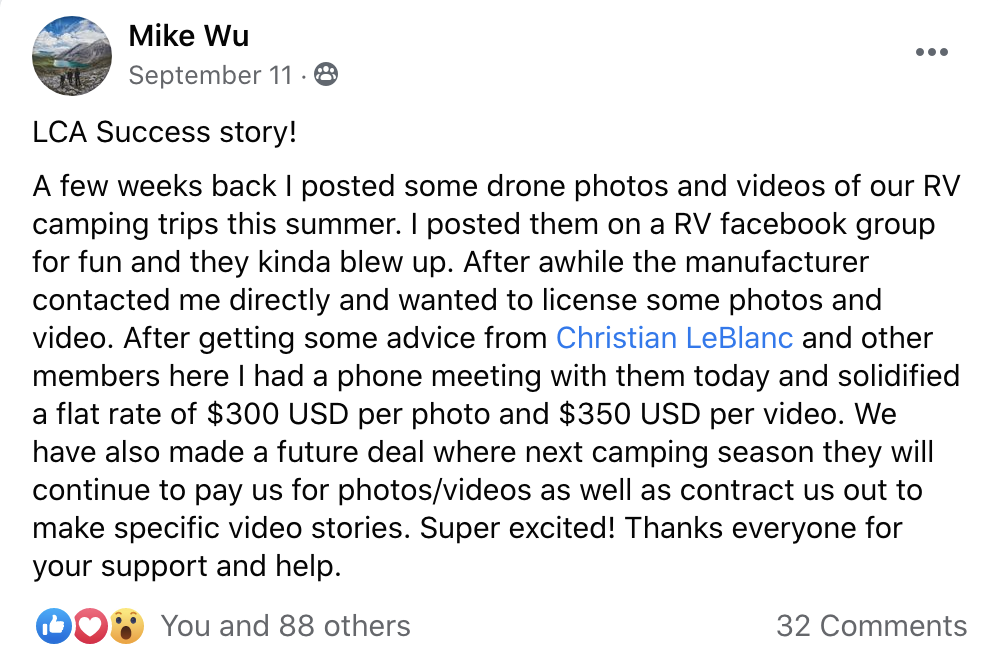 Mike Wu
September 11 ·
LCA Success story!
A few weeks back I posted some drone photos and videos of our RV
camping trips this summer. I posted them on a RV facebook group
for fun and they kinda blew up. After awhile the manufacturer
contacted me directly and wanted to license some photos and
video. After getting some advice from Christian LeBlanc and other
members here I had a phone meeting with them today and solidified
a flat rate of $300 USD per photo and $350 USD per video. We
have also made a future deal where next camping season they will
continue to pay us for photos/videos as well as contract us out to
make specific video stories. Super excited! Thanks everyone for
your support and help.
You and 88 others
32 Comments